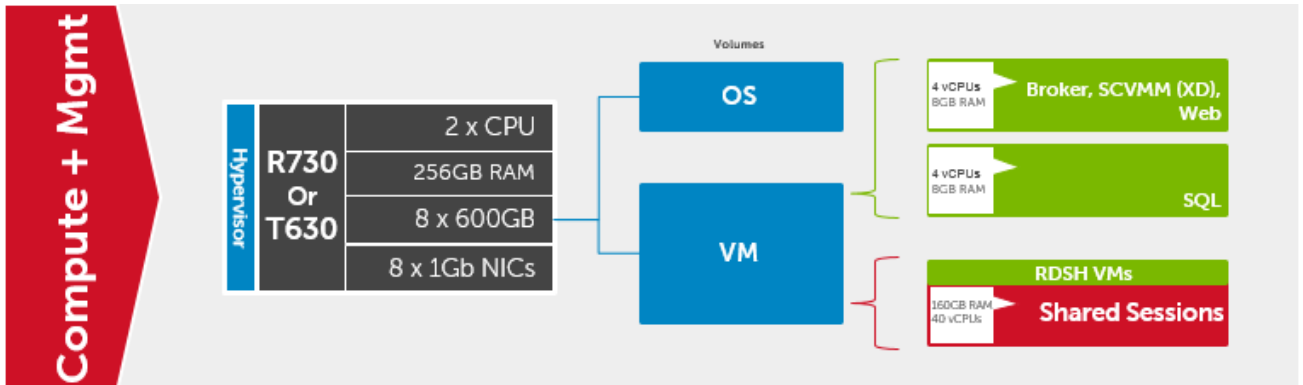 Compute + Mgmt
Hypervisor
R730
Or
T630
2 x CPU
256GB RAM
8 x 600GB
8 x 1Gb NICs
Volumes
OS
VM
4 vCPUs
8GB RAM
Broker, SCVMM (XD),
Web
4 vCPUs
8GB RAM
SQL
RDSH VMs
160GB RAM
40 vCPUs
Shared Sessions